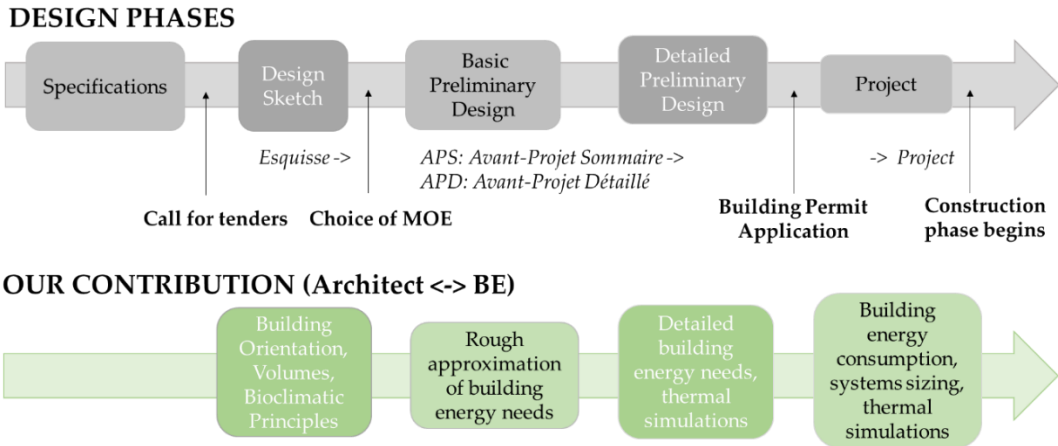 DESIGN PHASES
Specifications
Design
Sketch
Basic
Preliminary
Design
Detailed
Preliminary
Design
Project
Esquisse ->
APS: Avant-Projet Sommaire ->
APD: Avant-Projet Détaillé
-> Project
Call for tenders
Choice of MOE
Building Permit
Application
Construction
phase begins
OUR CONTRIBUTION (Architect <-> BE)
Building
Orientation,
Volumes,
Bioclimatic
Principles
Rough
approximation
of building
energy needs
Detailed
building
energy needs,
thermal
simulations
Building
energy
consumption,
systems sizing,
thermal
simulations